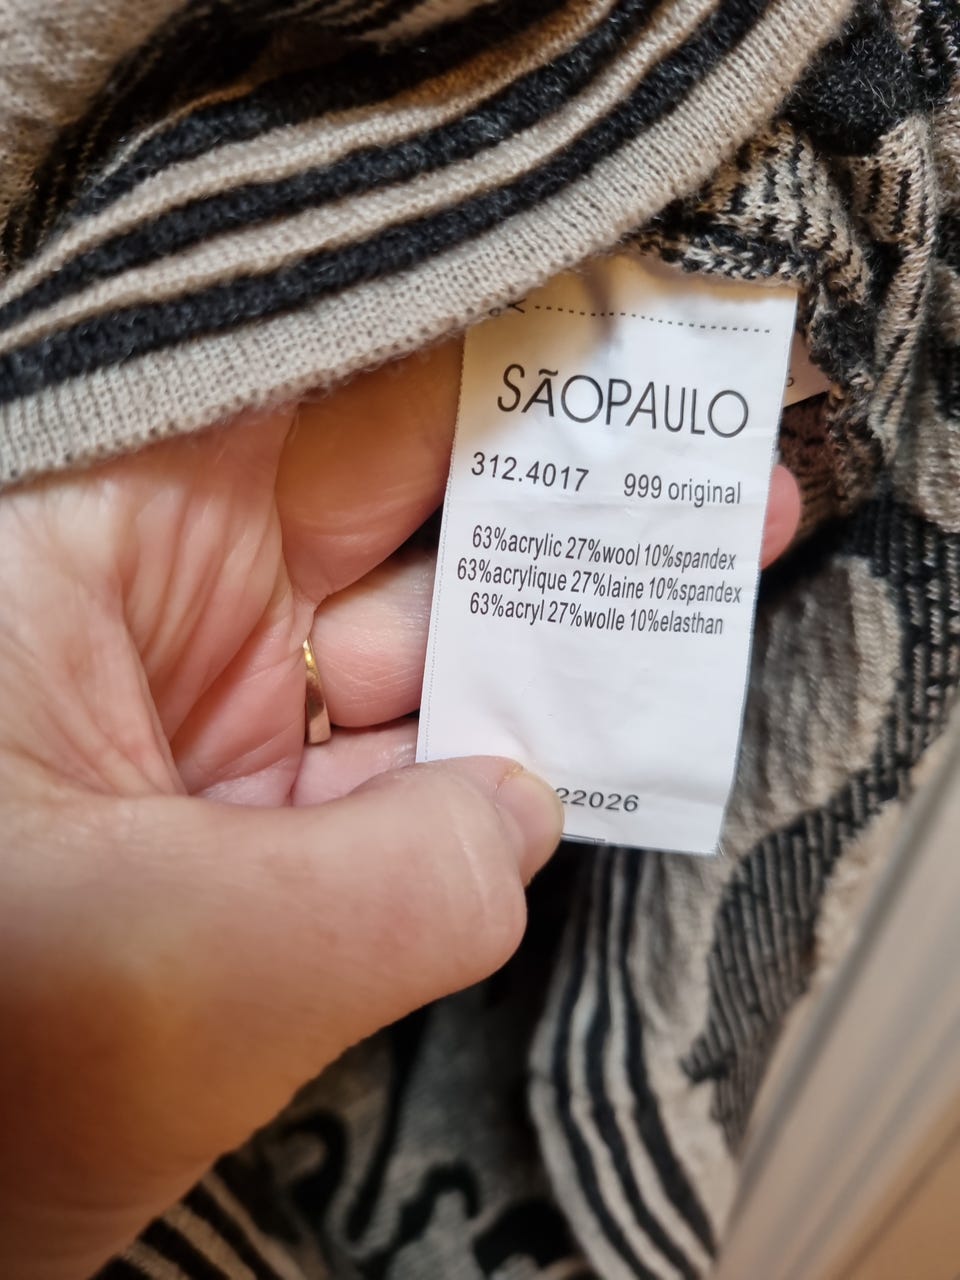 SÃOPAULO
312.4017 999 original
63%acrylic 27%wool 10%spandex
63%acrylique 27%laine 10%spandex
63%acryl 27%wolle 10%elasthan
22026